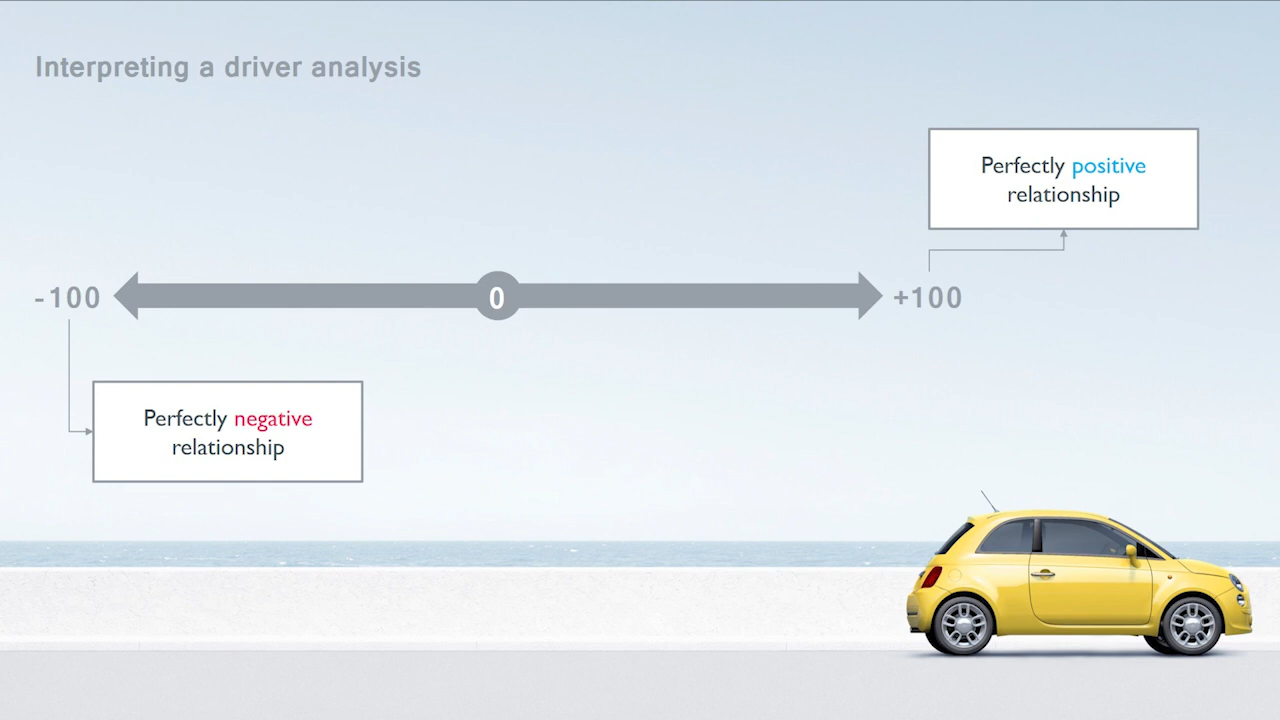 Interpreting a driver analysis
Perfectly positive
relationship
-100
0
+100
Perfectly negative
relationship